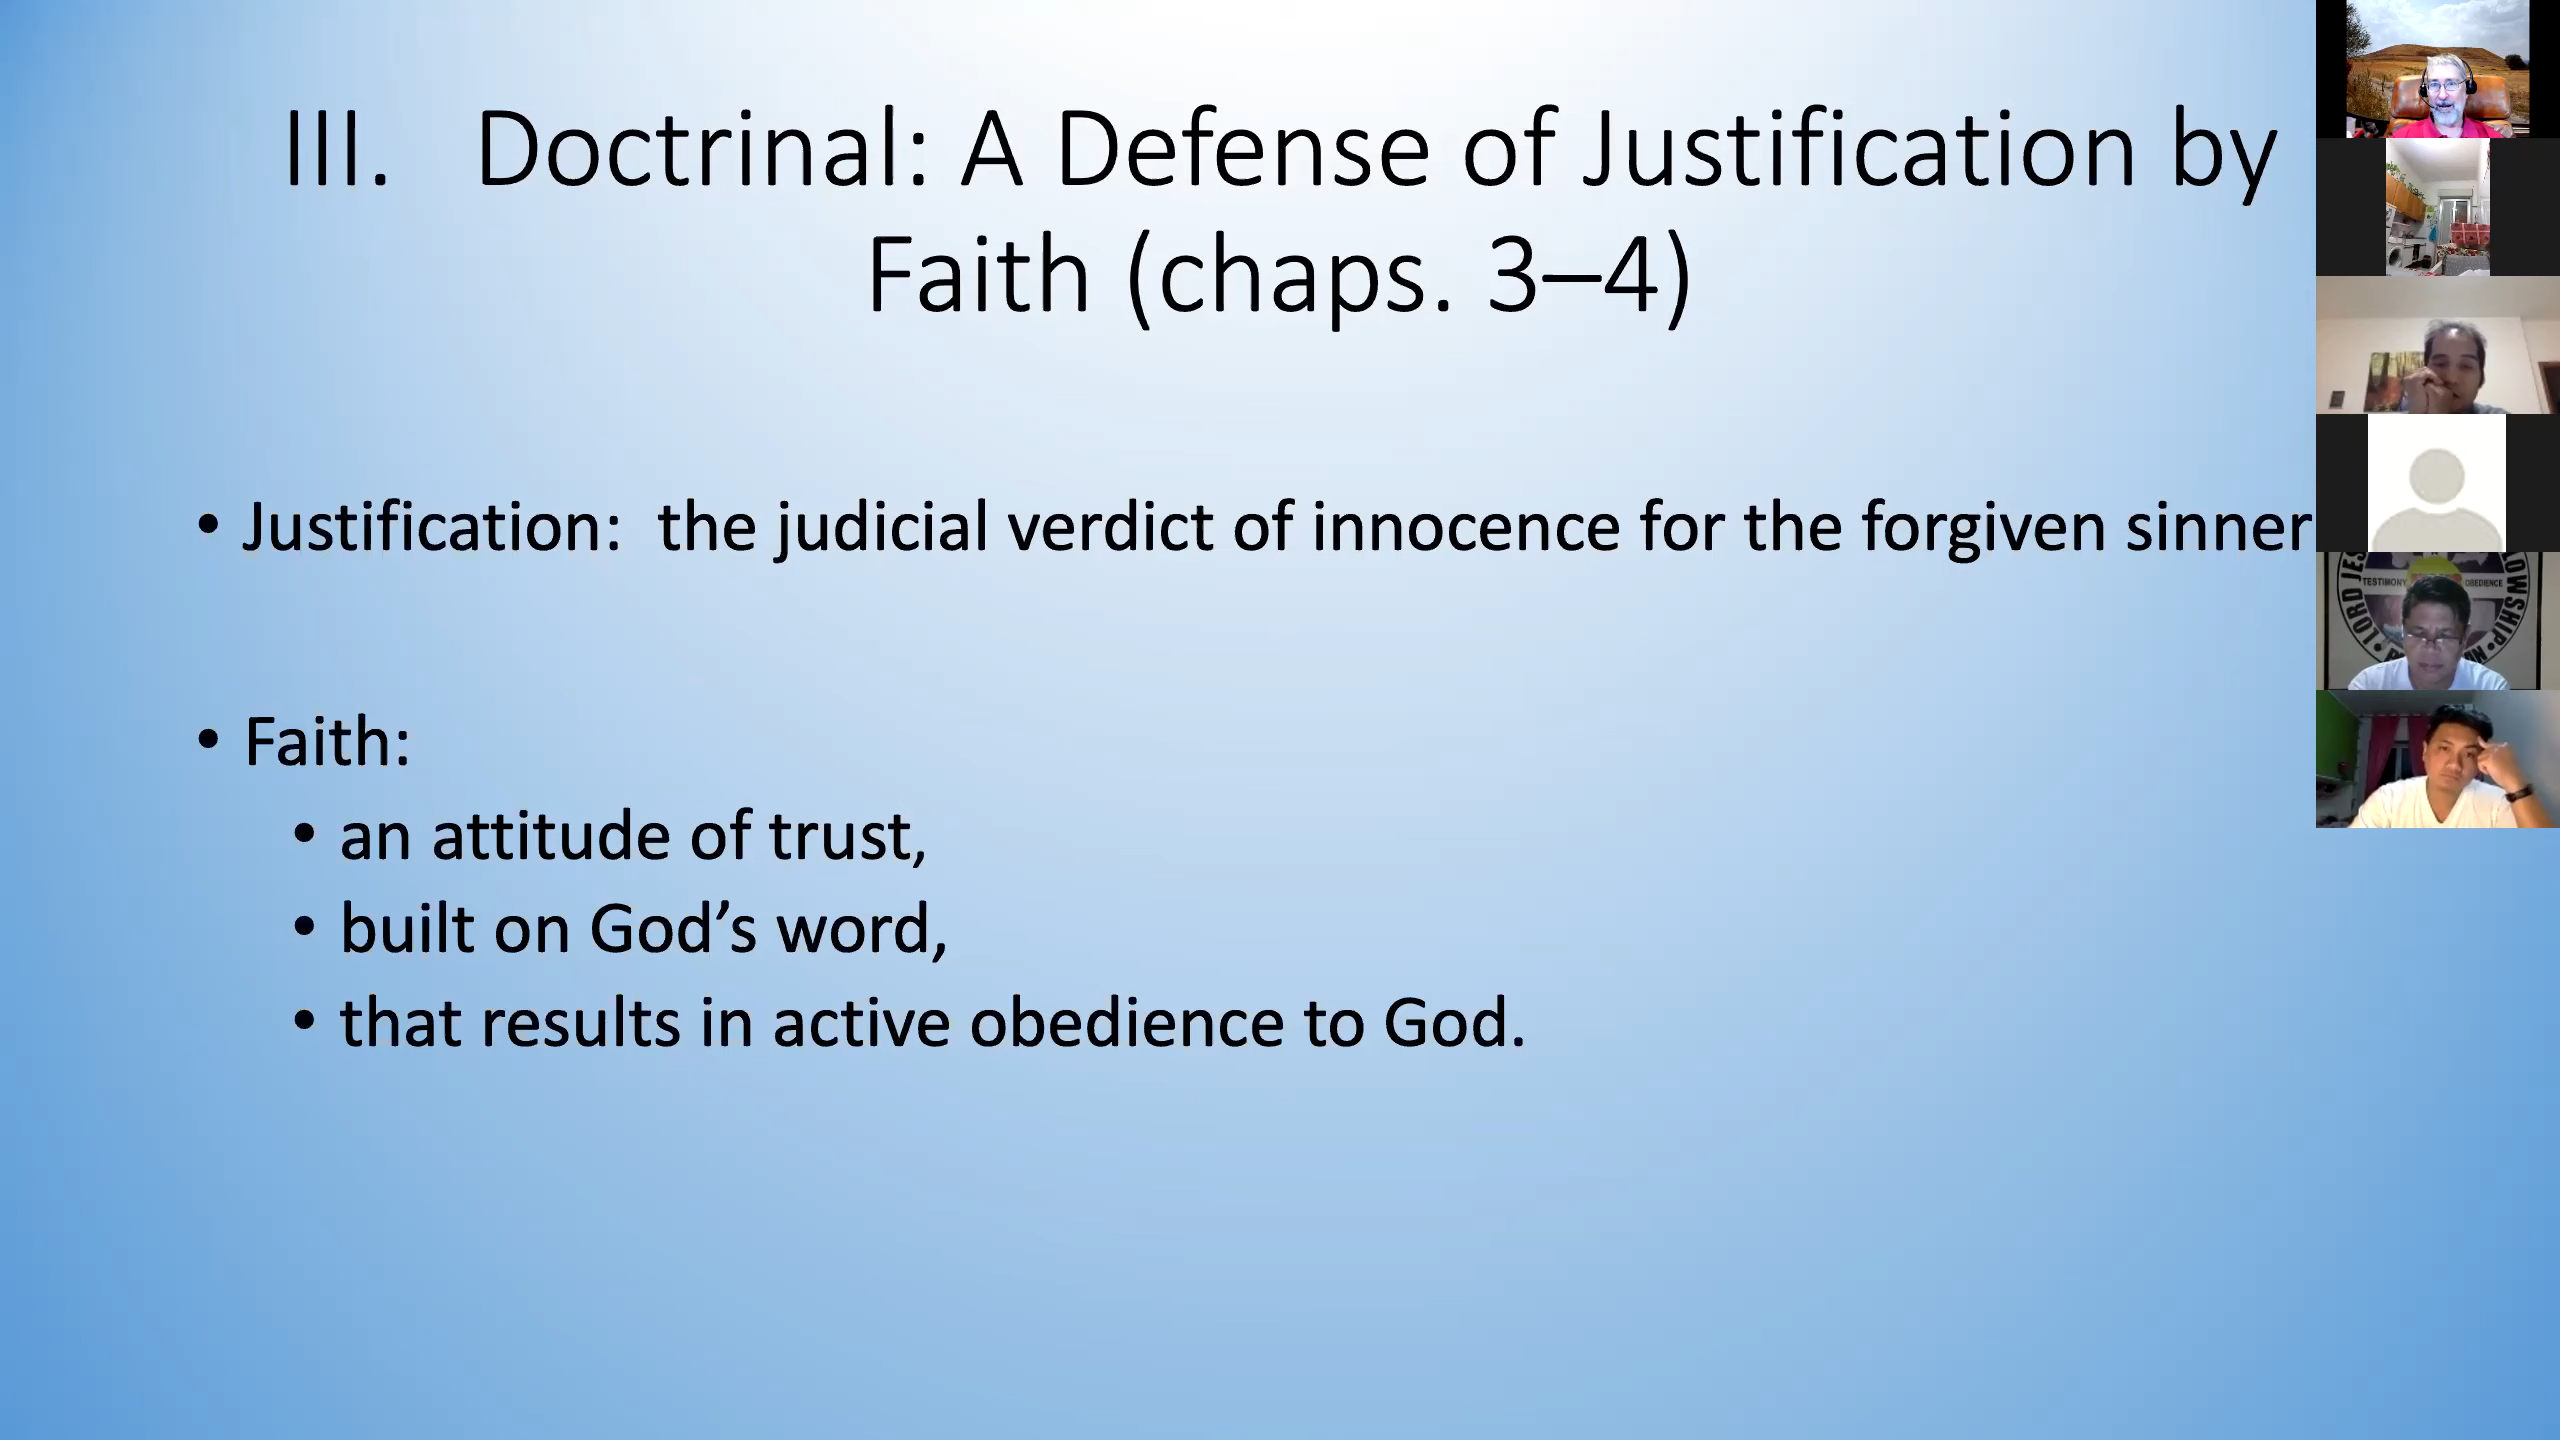 III. Doctrinal: A Defense of Justification by
Faith (chaps. 3–4)
• Justification: the judicial verdict of innocence for the forgiven sinner
• Faith:
• an attitude of trust,
• built on God’s word,
• that results in active obedience to God.
TESTIMONY
OBEDIENCE
LORD